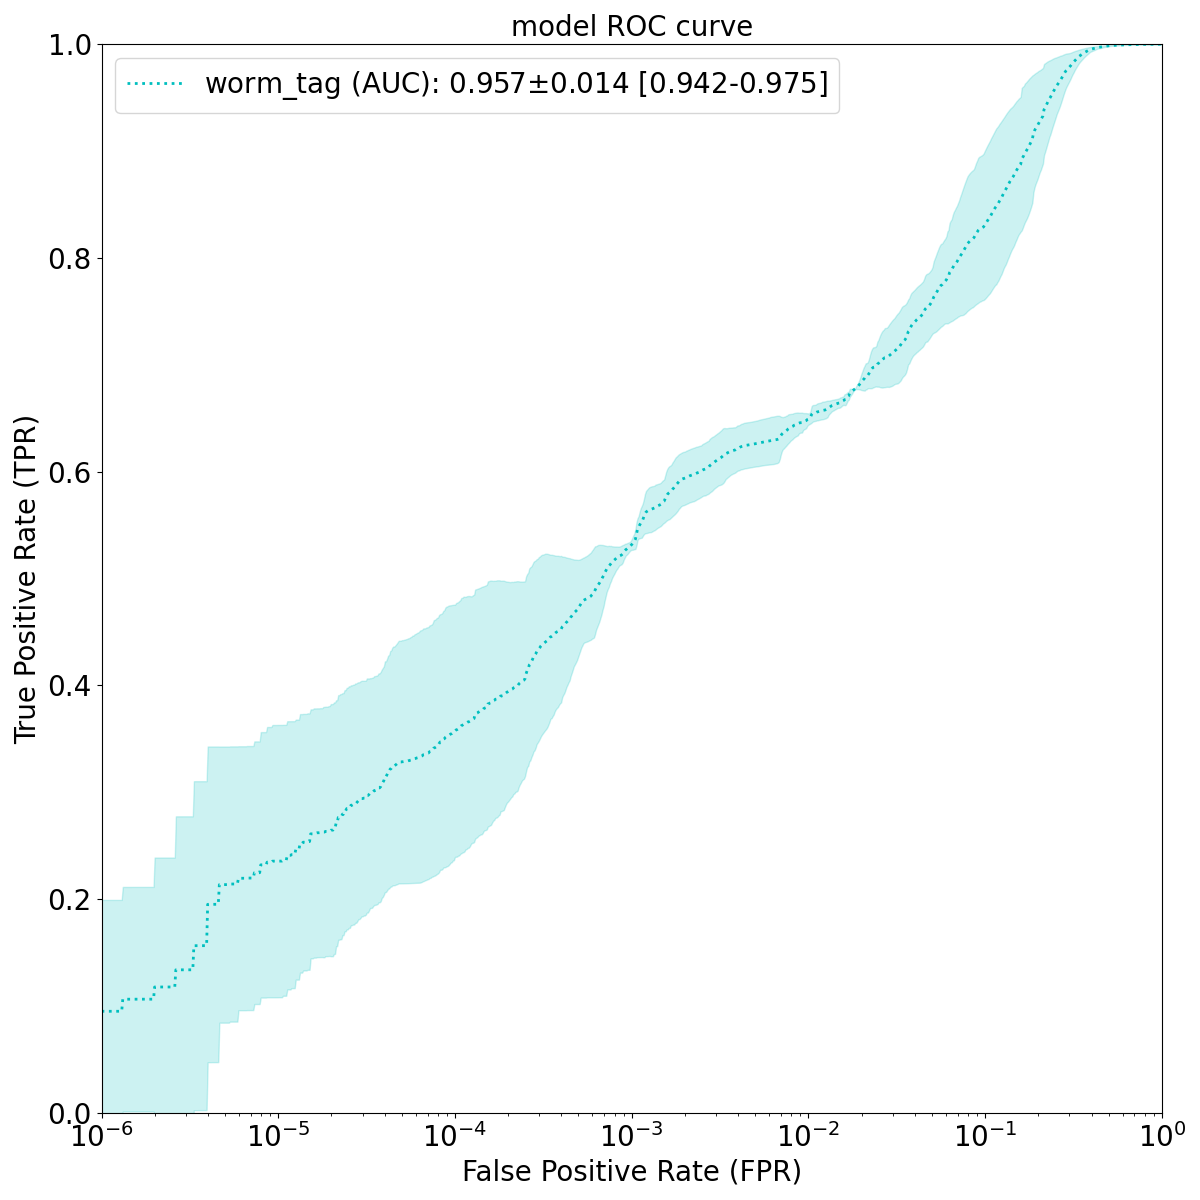 model ROC curve
worm_tag (AUC): 0.957±0.014 [0.942-0.975]
1.0
0.8
0.6
0.4
0.2
0.0
True Positive Rate (TPR)
10⁻⁶ 10⁻⁵ 10⁻⁴ 10⁻³ 10⁻² 10⁻¹ 10⁰
False Positive Rate (FPR)